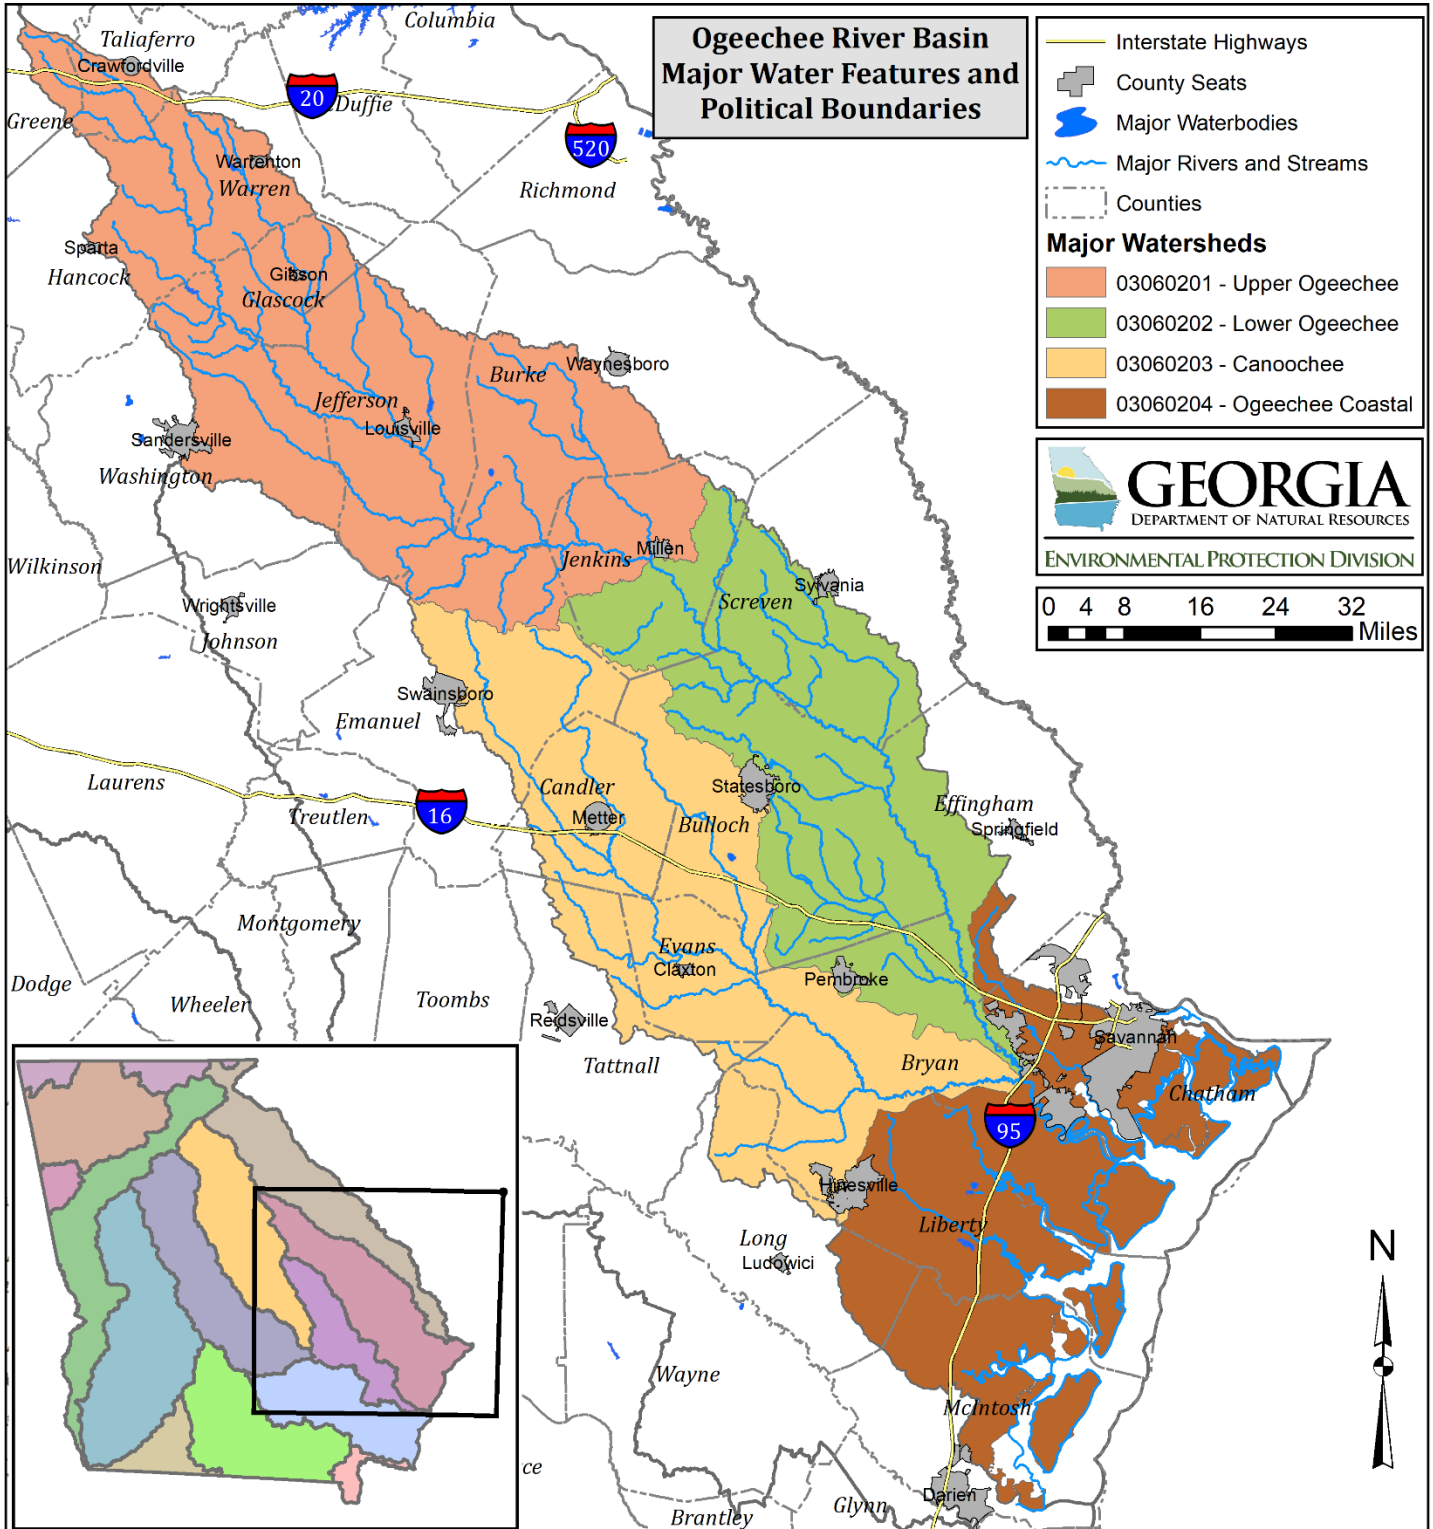 Ogeechee River Basin
Major Water Features and
Political Boundaries
Interstate Highways
County Seats
Major Waterbodies
Major Rivers and Streams
Counties
Major Watersheds
03060201 - Upper Ogeechee
03060202 - Lower Ogeechee
03060203 - Canoochee
03060204 - Ogeechee Coastal
GEORGIA
DEPARTMENT OF NATURAL RESOURCES
ENVIRONMENTAL PROTECTION DIVISION
0 4 8 16 24 32
Miles
Columbia
Taliaferro
Crawfordville
20
Duffie
Greene
520
Warrenton
Warren
Richmond
Sparta
Hancock
Gibson
Glascock
Waynesboro
Burke
Jefferson
Louisville
Sandersville
Washington
Millen
Jenkins
Wilkinson
Sylvania
Screven
Wrightsville
Johnson
Swainsboro
Emanuel
Laurens
Candler
Statesboro
Effingham
Treutlen
16
Metter
Bulloch
Springfield
Montgomery
Evans
Claxton
Pembroke
Dodge
Wheeler
Toombs
Reidsville
Savannah
Tattnall
Bryan
Chatham
95
Hinesville
Liberty
Long
Ludowici
N
Wayne
McIntosh
ce
Darien
Glynn
Brantley